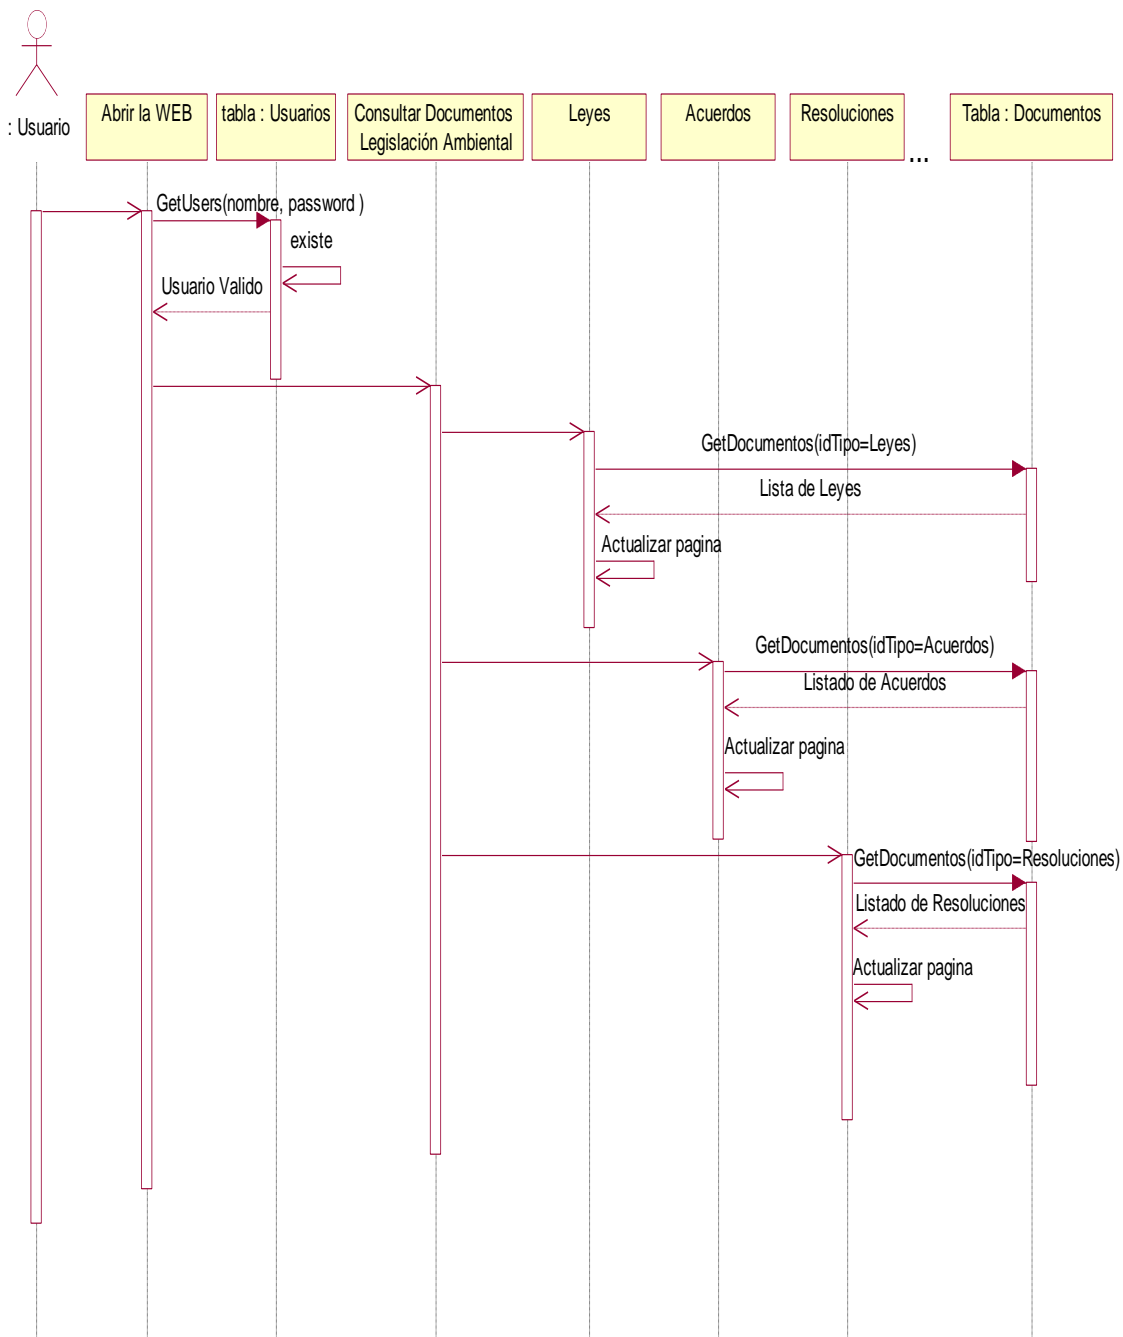 : Usuario
Abrir la WEB
tabla : Usuarios
Consultar Documentos
Legislación Ambiental
Leyes
Acuerdos
Resoluciones
...
Tabla : Documentos
GetUsers(nombre, password )
existe
Usuario Valido
GetDocumentos(idTipo=Leyes)
Lista de Leyes
Actualizar pagina
GetDocumentos(idTipo=Acuerdos)
Listado de Acuerdos
Actualizar pagina
GetDocumentos(idTipo=Resoluciones)
Listado de Resoluciones
Actualizar pagina